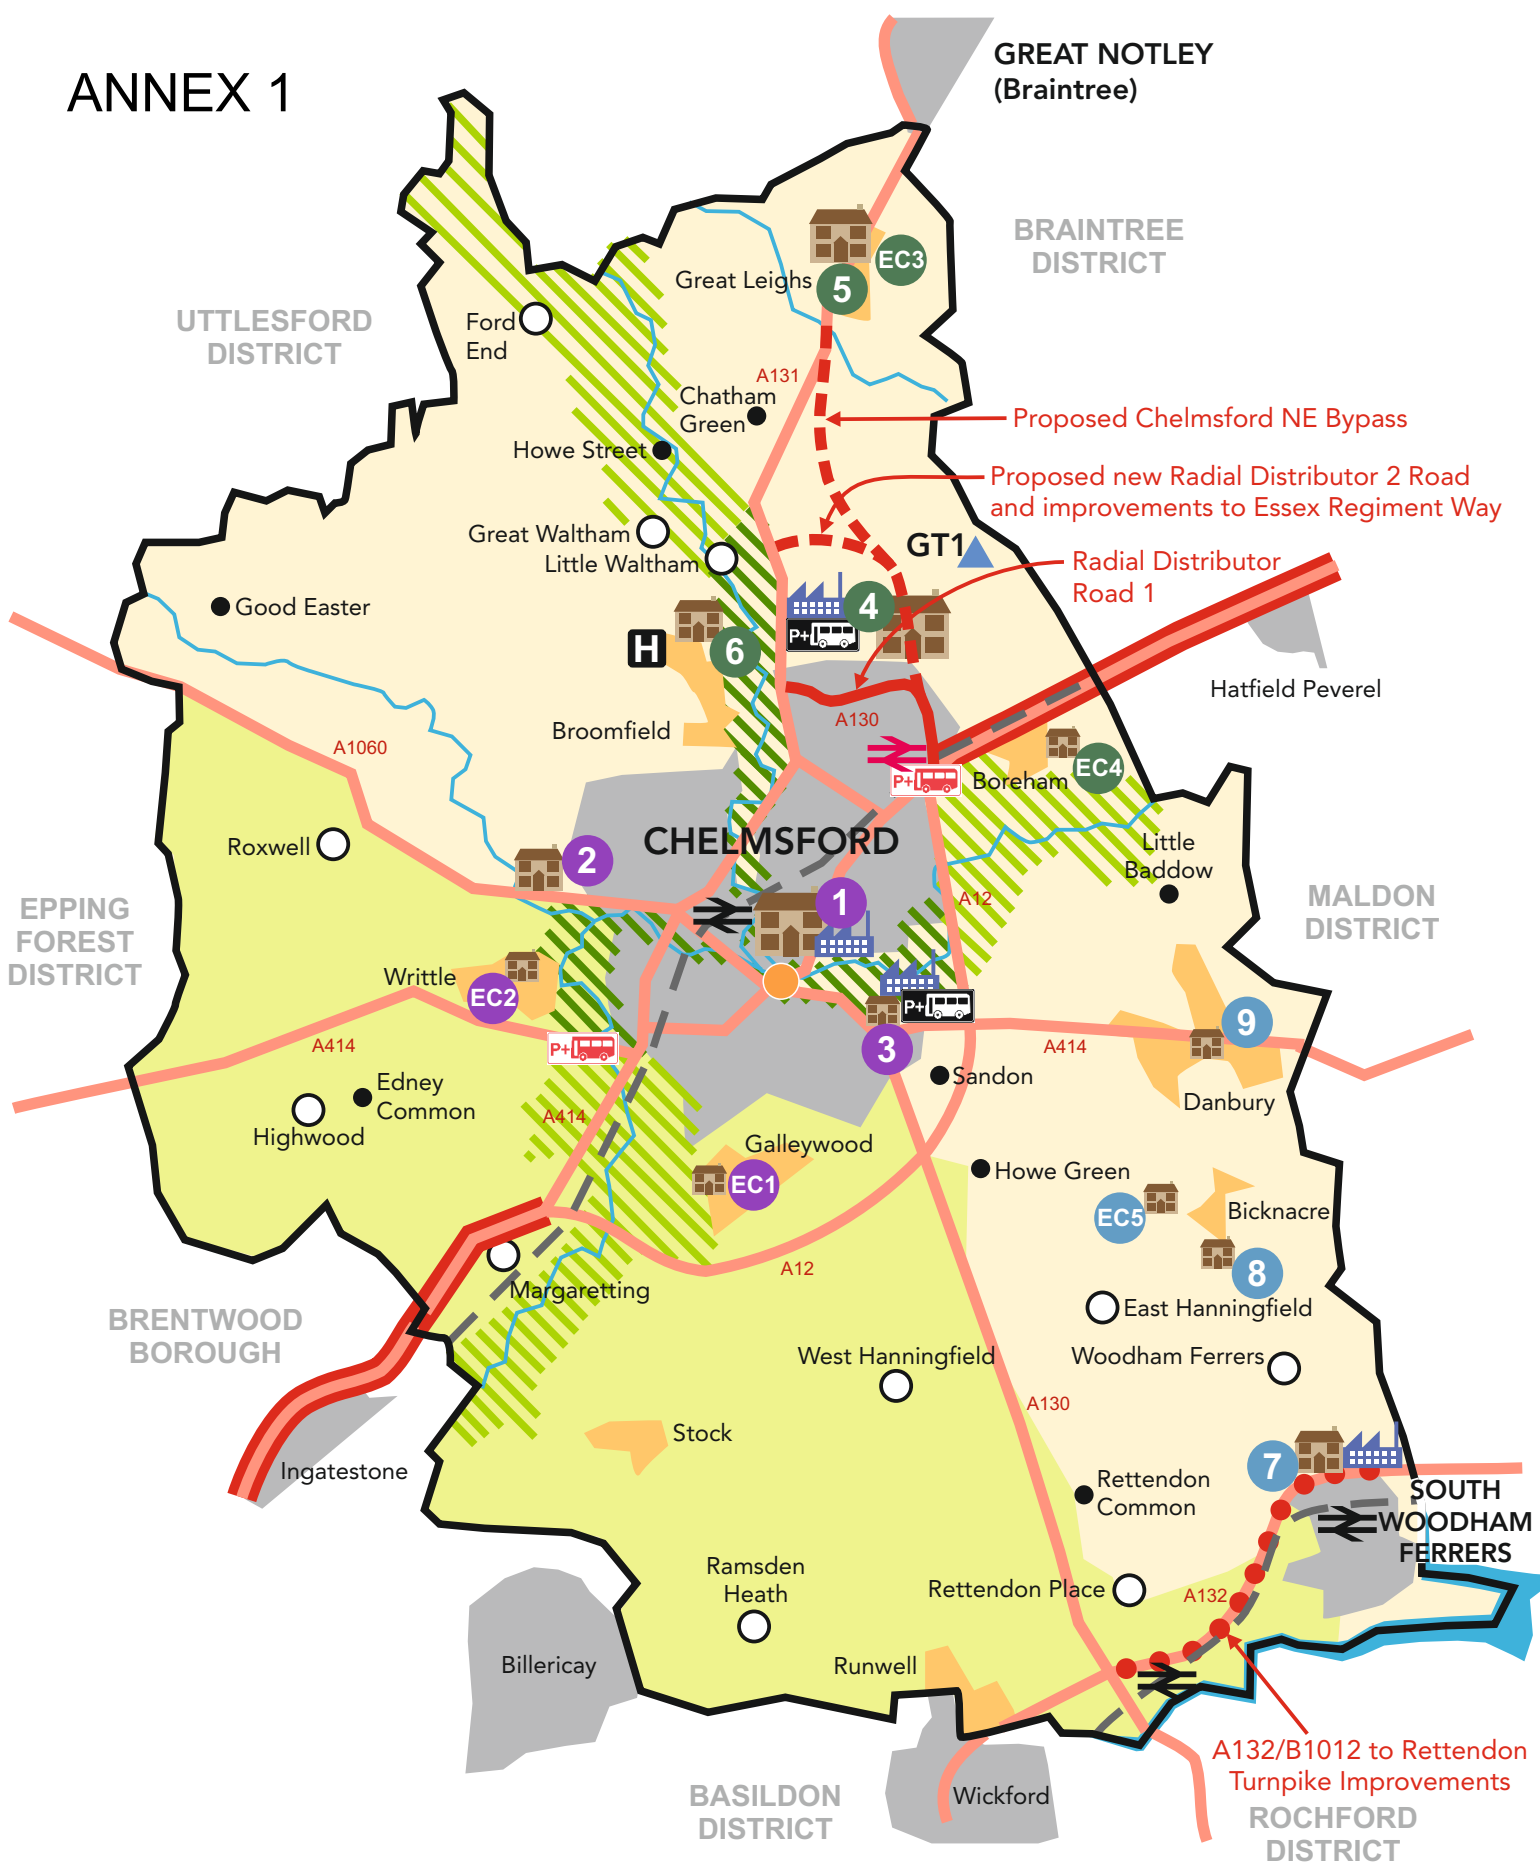 ANNEX 1
GREAT NOTLEY
(Braintree)
BRAINTREE
DISTRICT
EC3
Great Leighs
5
UTTLESFORD
DISTRICT
Ford
End
A131
Chatham
Green
Proposed Chelmsford NE Bypass
Howe Street
Proposed new Radial Distributor 2 Road
and improvements to Essex Regiment Way
Great Waltham
Little Waltham
GT1
Radial Distributor
Road 1
Good Easter
4
P+
H
6
Hatfield Peverel
Broomfield
A130
A1060
P+
Boreham
EC4
CHELMSFORD
Roxwell
2
Little
Baddow
1
A12
EPPING
FOREST
DISTRICT
MALDON
DISTRICT
Writtle
EC2
P+
9
A414
P+
3
A414
Sandon
Edney
Common
Highwood
A414
Danbury
Galleywood
EC1
Howe Green
EC5
Bicknacre
A12
8
Margaretting
East Hanningfield
BRENTWOOD
BOROUGH
West Hanningfield
Woodham Ferrers
A130
Stock
Ingatestone
7
Rettendon
Common
SOUTH
WOODHAM
FERRERS
Ramsden
Heath
Rettendon Place
A132
Billericay
Runwell
A132/B1012 to Rettendon
Turnpike Improvements
BASILDON
DISTRICT
Wickford
ROCHFORD
DISTRICT